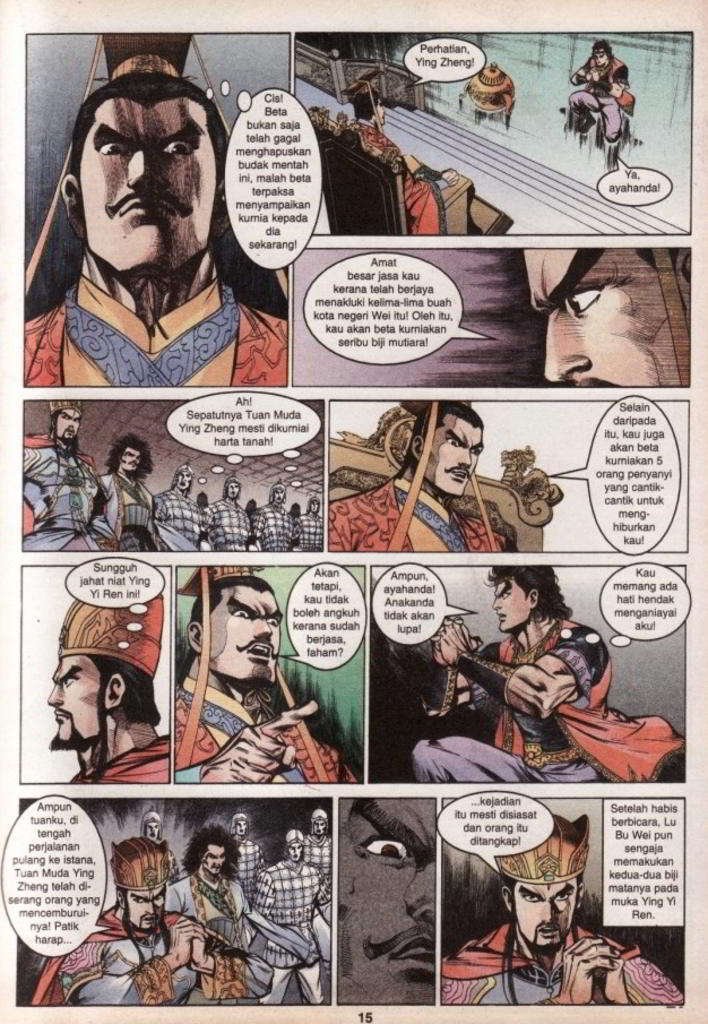 Cis!
Beta
bukan saja
telah gagal
menghapuskan
budak mentah
ini, malah beta
terpaksa
menyampaikan
kurnia kepada
dia
sekarang!
Perhatian,
Ying Zheng!
Ya,
ayahanda!
Amat
besar jasa kau
kerana telah berjaya
menakluki kelima-lima buah
kota negeri Wei itu! Oleh itu,
kau akan beta kurniakan
seribu biji mutiara!
Ah!
Sepatutnya Tuan Muda
Ying Zheng mesti dikurniai
harta tanah!
Selain
daripada
itu, kau juga
akan beta
kurniakan 5
orang penyanyi
yang cantik-
cantik untuk
meng-
hiburkan
kau!
Sungguh
jahat niat Ying
Yi Ren ini!
Akan
tetapi,
kau tidak
boleh angkuh
kerana sudah
berjasa,
faham?
Ampun,
ayahanda!
Anakanda
tidak akan
lupa!
Kau
memang ada
hati hendak
menganiayai
aku!
Ampun
tuanku, di
tengah
perjalanan
pulang ke istana,
Tuan Muda Ying
Zheng telah di-
serang orang yang
mencemburui-
nya! Patik
harap...
...kejadian
itu mesti disiasat
dan orang itu
ditangkap!
Setelah habis
berbicara, Lu
Bu Wei pun
sengaja
memakukan
kedua-dua biji
matanya pada
muka Ying Yi
Ren.
15